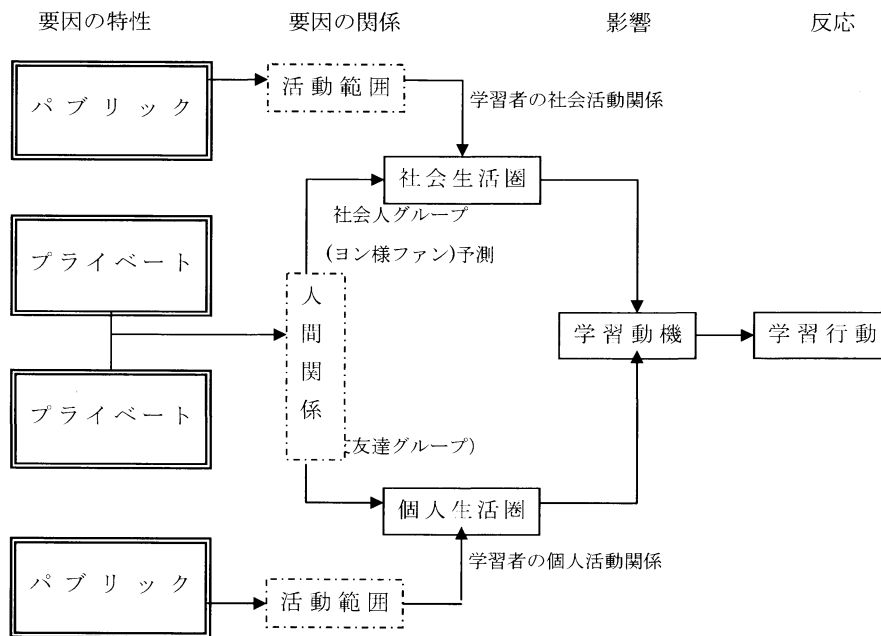 要因の特性 要因の関係 影響 反応
パブリック
活動範囲
学習者の社会活動関係
社会生活圏
社会人グループ
(ヨン様ファン)予測
プライベート
人間関係
学習動機
学習行動
プライベート
友達グループ)
個人生活圏
学習者の個人活動関係
パブリック
活動範囲